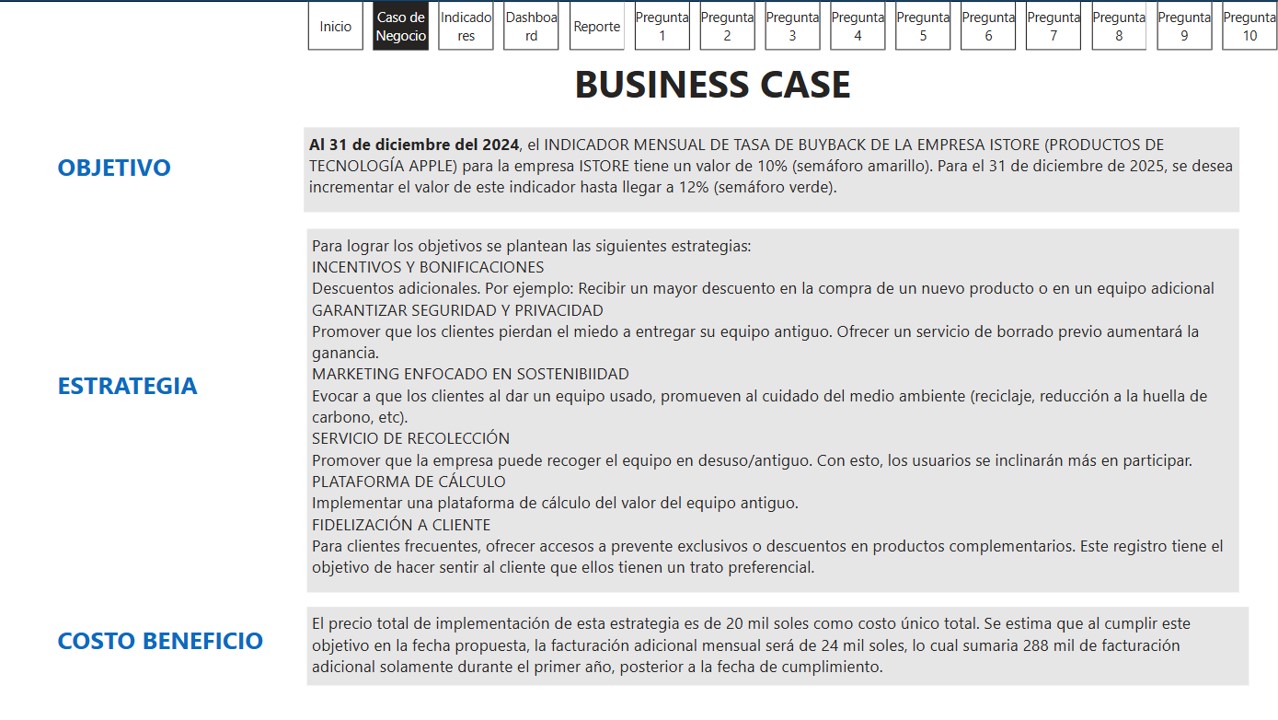 Inicio
Caso de
Negocio
Indicado
res
Dashboa
rd
Reporte
Pregunta
1
Pregunta
2
Pregunta
3
Pregunta
4
Pregunta
5
Pregunta
6
Pregunta
7
Pregunta
8
Pregunta
9
Pregunta
10
BUSINESS CASE
OBJETIVO
Al 31 de diciembre del 2024, el INDICADOR MENSUAL DE TASA DE BUYBACK DE LA EMPRESA ISTORE (PRODUCTOS DE
TECNOLOGÍA APPLE) para la empresa ISTORE tiene un valor de 10% (semáforo amarillo). Para el 31 de diciembre de 2025, se desea
incrementar el valor de este indicador hasta llegar a 12% (semáforo verde).
ESTRATEGIA
Para lograr los objetivos se plantean las siguientes estrategias:
INCENTIVOS Y BONIFICACIONES
Descuentos adicionales. Por ejemplo: Recibir un mayor descuento en la compra de un nuevo producto o en un equipo adicional
GARANTIZAR SEGURIDAD Y PRIVACIDAD
Promover que los clientes pierdan el miedo a entregar su equipo antiguo. Ofrecer un servicio de borrado previo aumentará la
ganancia.
MARKETING ENFOCADO EN SOSTENIBIIDAD
Evocar a que los clientes al dar un equipo usado, promueven al cuidado del medio ambiente (reciclaje, reducción a la huella de
carbono, etc).
SERVICIO DE RECOLECCIÓN
Promover que la empresa puede recoger el equipo en desuso/antiguo. Con esto, los usuarios se inclinarán más en participar.
PLATAFORMA DE CÁLCULO
Implementar una plataforma de cálculo del valor del equipo antiguo.
FIDELIZACIÓN A CLIENTE
Para clientes frecuentes, ofrecer accesos a prevente exclusivos o descuentos en productos complementarios. Este registro tiene el
objetivo de hacer sentir al cliente que ellos tienen un trato preferencial.
COSTO BENEFICIO
El precio total de implementación de esta estrategia es de 20 mil soles como costo único total. Se estima que al cumplir este
objetivo en la fecha propuesta, la facturación adicional mensual será de 24 mil soles, lo cual sumaria 288 mil de facturación
adicional solamente durante el primer año, posterior a la fecha de cumplimiento.